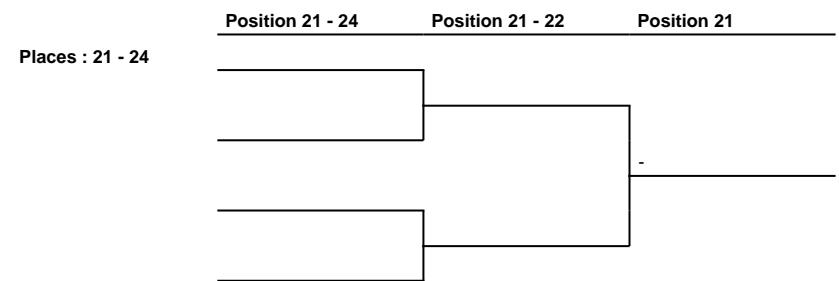 Position 21 - 24 Position 21 - 22 Position 21
Places : 21 - 24
-